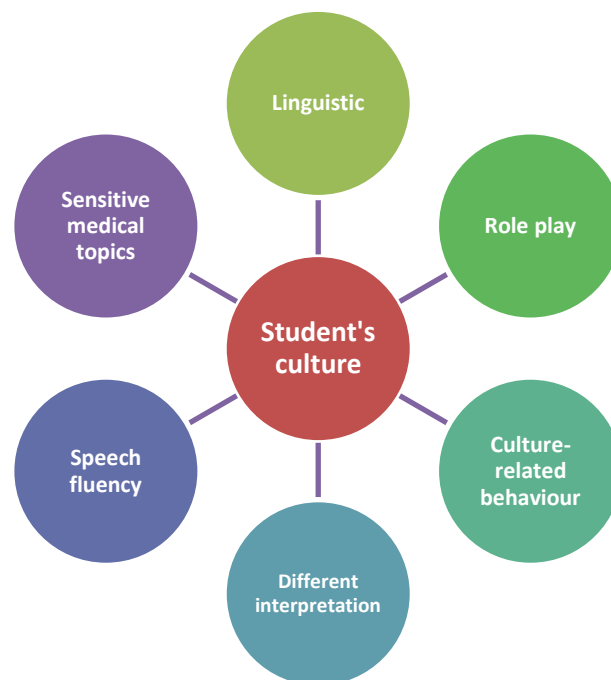 Linguistic
Role play
Culture-
related
behaviour
Different
interpretation
Speech
fluency
Sensitive
medical
topics
Student's
culture